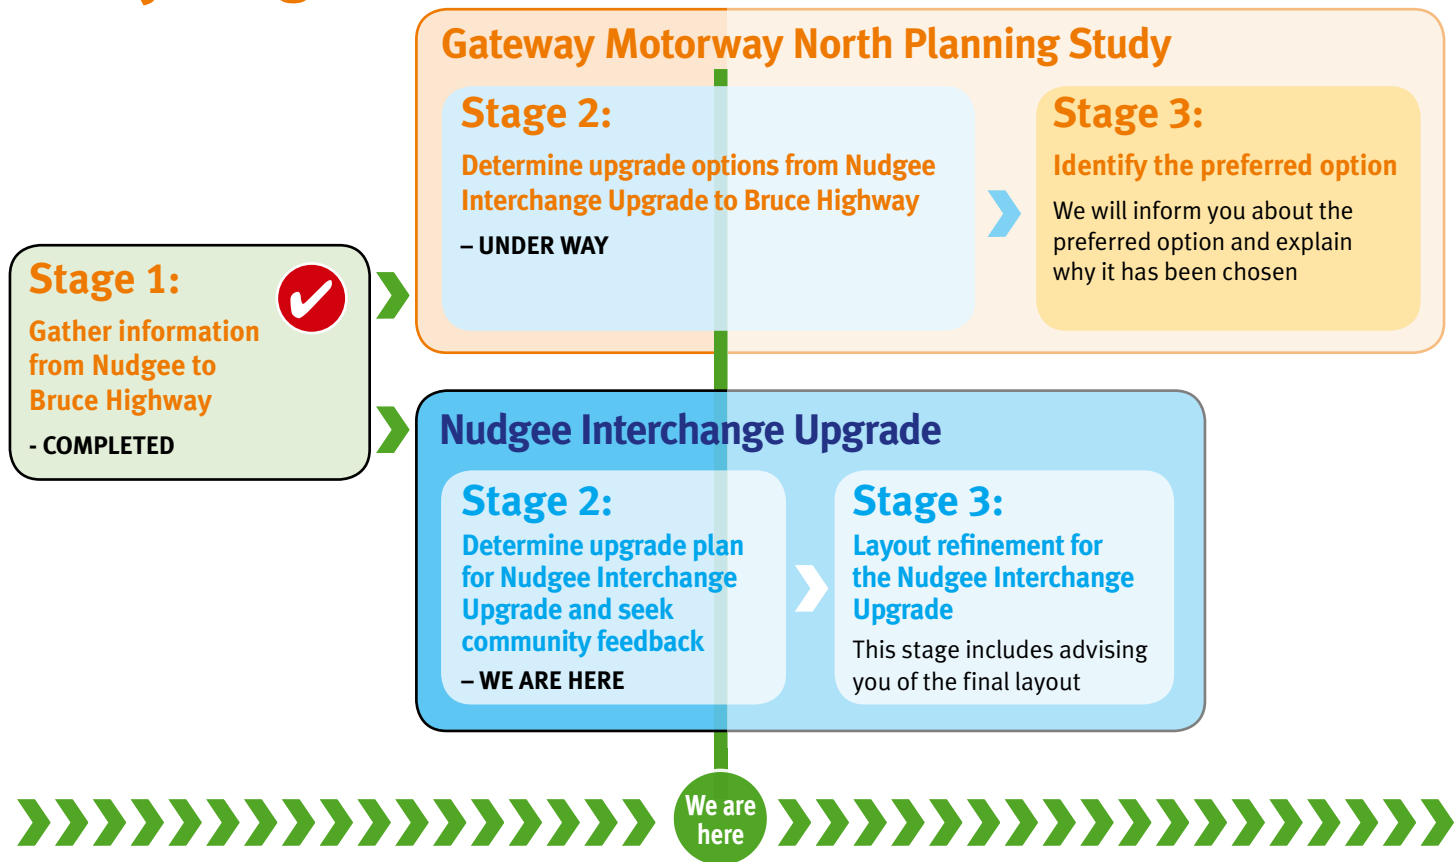 Stage 1:
Gather information
from Nudgee to
Bruce Highway
- COMPLETED
Gateway Motorway North Planning Study
Stage 2:
Determine upgrade options from Nudgee
Interchange Upgrade to Bruce Highway
– UNDER WAY
Stage 3:
Identify the preferred option
We will inform you about the
preferred option and explain
why it has been chosen
Nudgee Interchange Upgrade
Stage 2:
Determine upgrade plan
for Nudgee Interchange
Upgrade and seek
community feedback
– WE ARE HERE
Stage 3:
Layout refinement for
the Nudgee Interchange
Upgrade
This stage includes advising
you of the final layout
We are
here